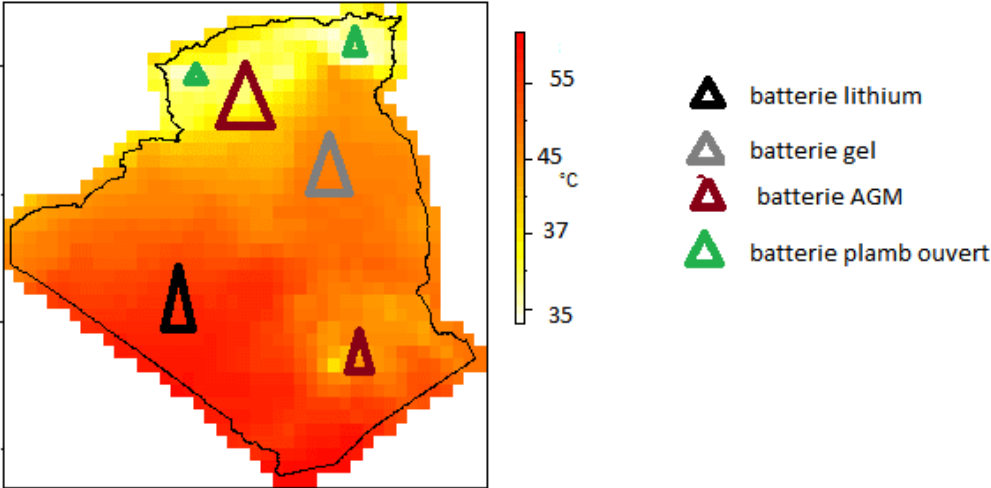 55
45
°C
37
35
batterie lithium
batterie gel
batterie AGM
batterie plamb ouvert